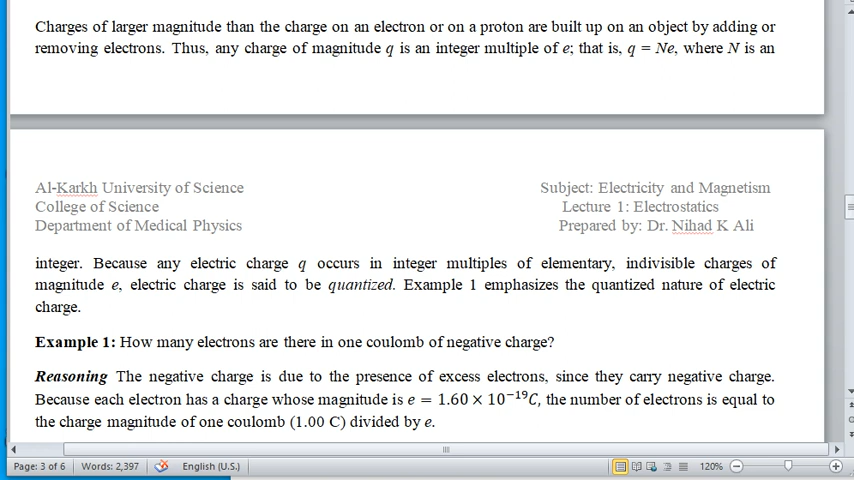 Charges of larger magnitude than the charge on an electron or on a proton are built up on an object by adding or
removing electrons. Thus, any charge of magnitude q is an integer multiple of e; that is, q = Ne, where N is an
Al-Karkh University of Science
College of Science
Department of Medical Physics
Subject: Electricity and Magnetism
Lecture 1: Electrostatics
Prepared by: Dr. Nihad K Ali
integer. Because any electric charge q occurs in integer multiples of elementary, indivisible charges of
magnitude e, electric charge is said to be quantized. Example 1 emphasizes the quantized nature of electric
charge.
Example 1: How many electrons are there in one coulomb of negative charge?
Reasoning The negative charge is due to the presence of excess electrons, since they carry negative charge.
Because each electron has a charge whose magnitude is e = 1.60 × 10⁻¹⁹C, the number of electrons is equal to
the charge magnitude of one coulomb (1.00 C) divided by e.
Page: 3 of 6 Words: 2,397 English (U.S.) 120%